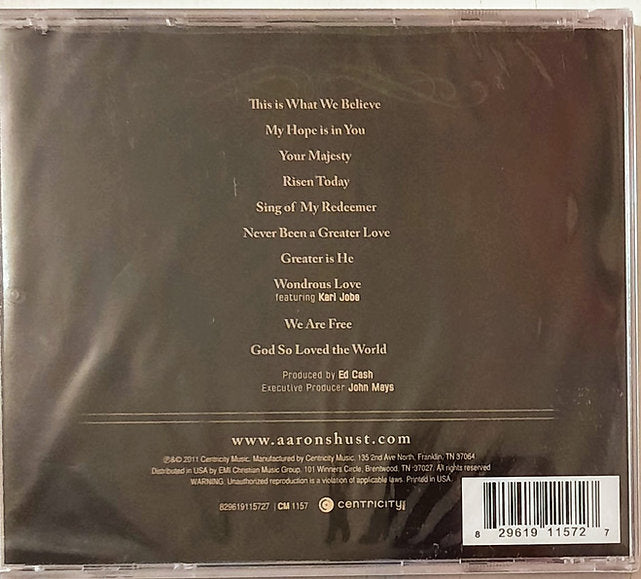 This is What We Believe
My Hope is in You
Your Majesty
Risen Today
Sing of My Redeemer
Never Been a Greater Love
Greater is He
Wondrous Love
featuring Kari Jobe
We Are Free
God So Loved the World
Produced by Ed Cash
Executive Producer John Mays
www.aaronshust.com
℗&© 2011 Centricity Music. Manufactured by Centricity Music. 135 2nd Ave North, Franklin, TN 37064
Distributed in USA by EMI Christian Music Group. 101 Winners Circle, Brentwood, TN 37027. All rights reserved
WARNING: Unauthorized reproduction is a violation of applicable laws. Printed in USA.
829619115727 | CM 1157 CENTRICITY
8 29619 11572 7